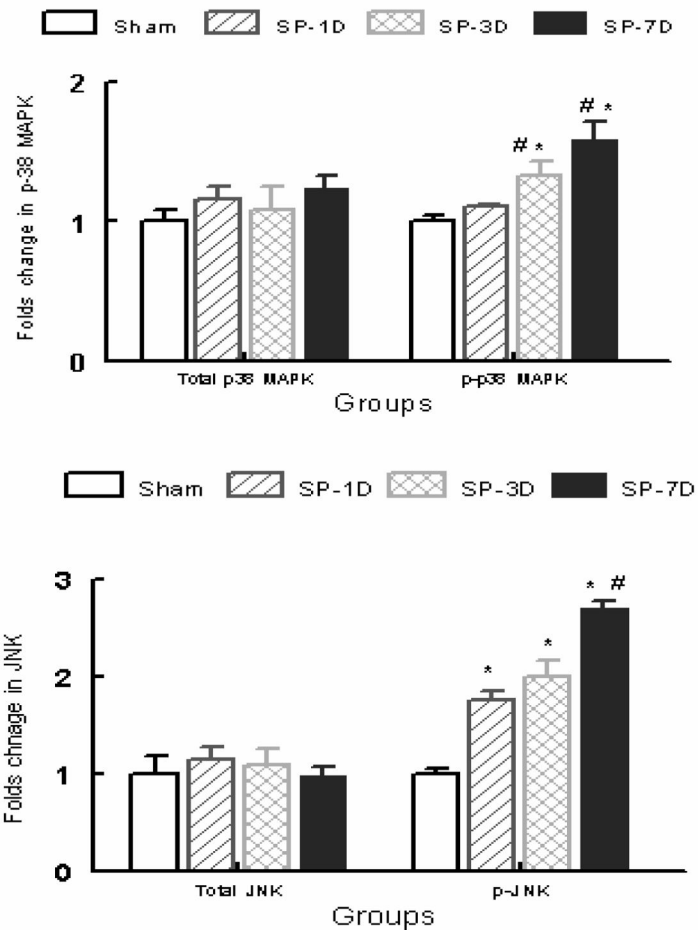 Sham SP-1D SP-3D SP-7D
Folds change in p-38 MAPK
2
1
0
# *
# *
Total p38 MAPK p-p38 MAPK
Groups
Sham SP-1D SP-3D SP-7D
Folds chnage in JNK
3
2
1
0
* * * #
Total JNK p-JNK
Groups